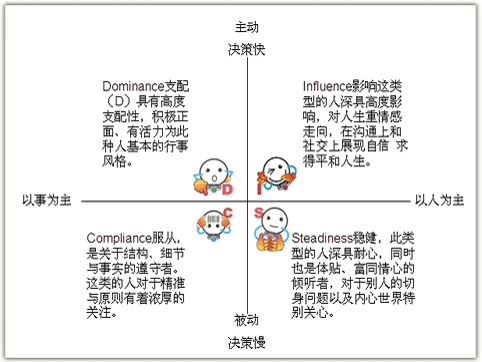 主动
决策快
Dominance支配
（D）具有高度
支配性，积极正
面、有活力为此
种人基本的行事
风格。
Influence影响这类
型的人深具高度影
响，对人生重情感
走向，在沟通上和
社交上展现自信 求
得平和人生。
D
I
以事为主
以人为主
C
S
Compliance服从，
是关于结构、细节
与事实的遵守者。
这类的人对于精准
与原则有着浓厚的
关注。
Steadiness稳健，此类
型的人深具耐心，同时
也是体贴、富同情心的
倾听者，对于别人的切
身问题以及内心世界特
别关心。
被动
决策慢